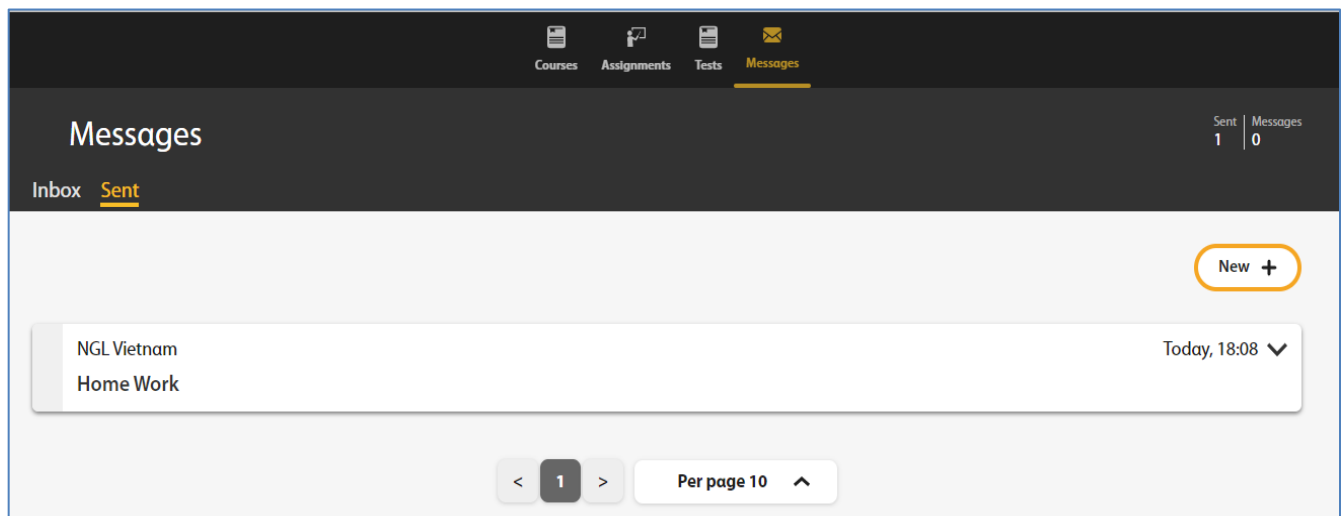 Courses Assignments Tests Messages
Messages
Sent Messages
1 0
Inbox Sent
New +
NGL Vietnam Today, 18:08
Home Work
< 1 > Per page 10